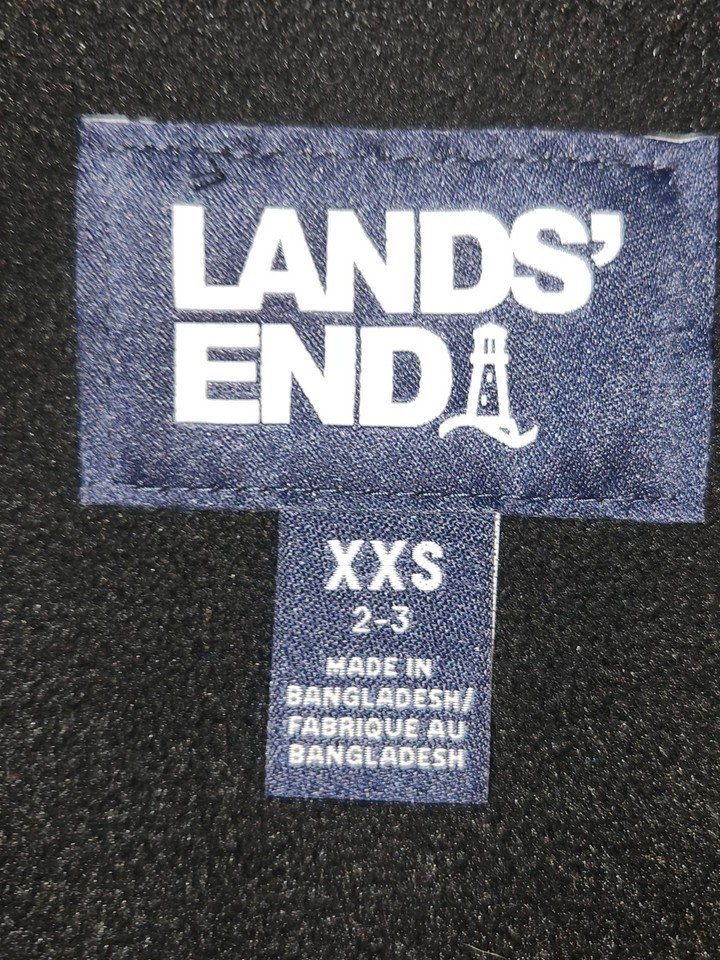 LANDS'
END
XXS
2-3
MADE IN
BANGLADESH/
FABRIQUE AU
BANGLADESH